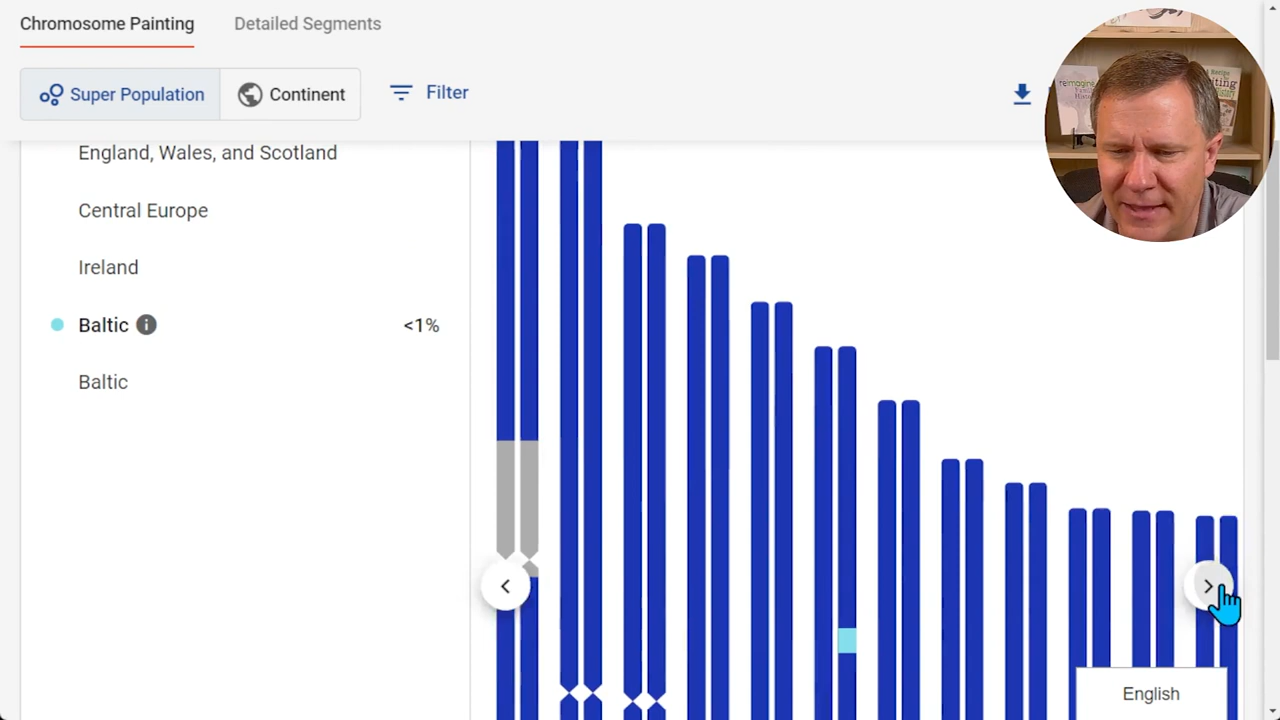 Chromosome Painting
Detailed Segments
Super Population
Continent
Filter
England, Wales, and Scotland
Central Europe
Ireland
Baltic
<1%
Baltic
English
reimagine